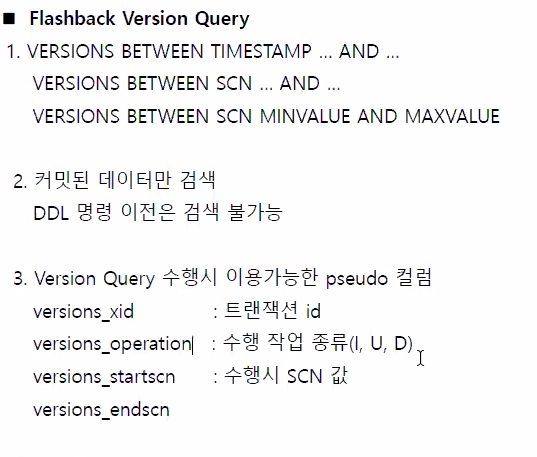 ■ Flashback Version Query
1. VERSIONS BETWEEN TIMESTAMP ... AND ...
VERSIONS BETWEEN SCN ... AND ...
VERSIONS BETWEEN SCN MINVALUE AND MAXVALUE
2. 커밋된 데이터만 검색
DDL 명령 이전은 검색 불가능
3. Version Query 수행시 이용가능한 pseudo 컬럼
versions_xid : 트랜잭션 id
versions_operation : 수행 작업 종류(I, U, D)
versions_startscn : 수행시 SCN 값
versions_endscn